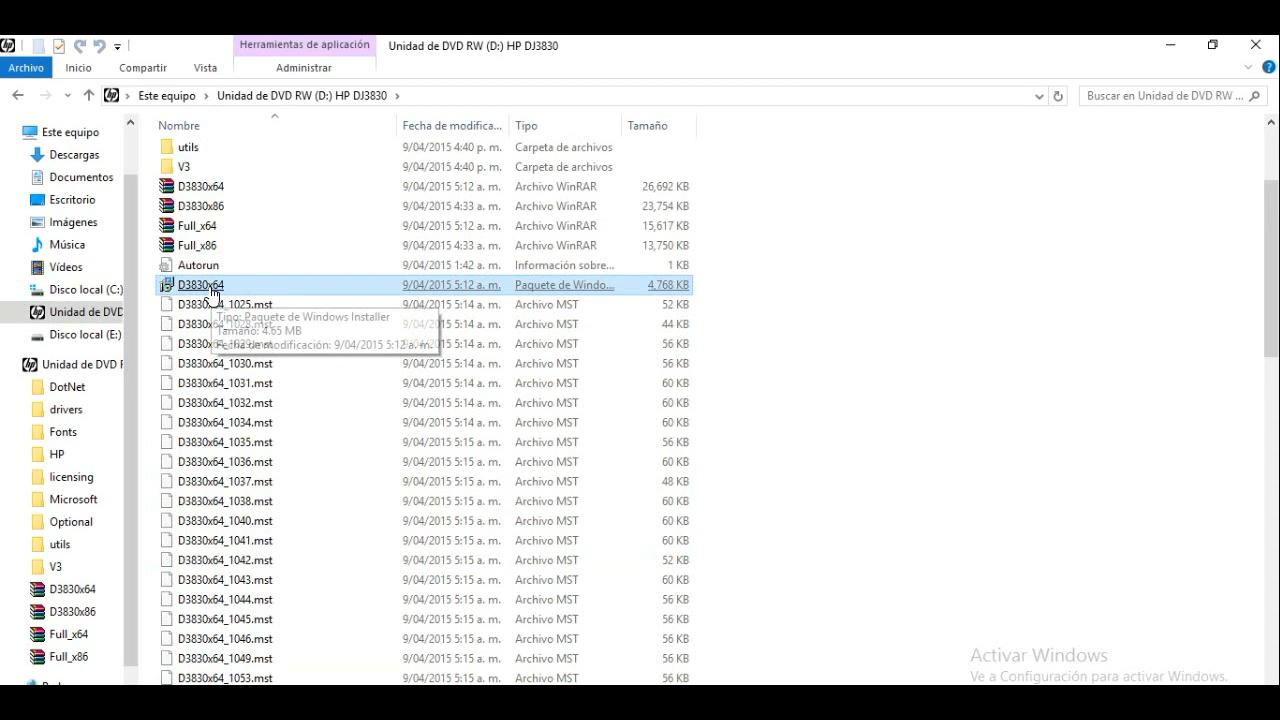 Herramientas de aplicación Unidad de DVD RW (D:) HP DJ3830
Archivo Inicio Compartir Vista Administrar
Este equipo > Unidad de DVD RW (D:) HP DJ3830 >
Buscar en Unidad de DVD RW ...
Este equipo
Descargas
Documentos
Escritorio
Imágenes
Música
Vídeos
Disco local (C:)
Unidad de DVD
Disco local (E:)
Unidad de DVD
DotNet
drivers
Fonts
HP
licensing
Microsoft
Optional
utils
V3
D3830x64
D3830x86
Full_x64
Full_x86
Nombre Fecha de modifica... Tipo Tamaño
utils 9/04/2015 4:40 p. m. Carpeta de archivos
V3 9/04/2015 4:40 p. m. Carpeta de archivos
D3830x64 9/04/2015 5:12 a. m. Archivo WinRAR 26,692 KB
D3830x86 9/04/2015 4:33 a. m. Archivo WinRAR 23,754 KB
Full_x64 9/04/2015 5:12 a. m. Archivo WinRAR 15,617 KB
Full_x86 9/04/2015 4:33 a. m. Archivo WinRAR 13,750 KB
Autorun 9/04/2015 1:42 a. m. Información sobre... 1 KB
D3830x64 9/04/2015 5:12 a. m. Paquete de Windo... 4,768 KB
D3830x64_1025.mst 9/04/2015 5:14 a. m. Archivo MST 52 KB
Tipo: Paquete de Windows Installer
D3830x64_1028.mst 9/04/2015 5:14 a. m. Archivo MST 44 KB
Tamaño: 4.65 MB
D3830x64_1029.mst 9/04/2015 5:14 a. m. Archivo MST 56 KB
Fecha de modificación: 9/04/2015 5:12 a. m.
D3830x64_1030.mst 9/04/2015 5:14 a. m. Archivo MST 56 KB
D3830x64_1031.mst 9/04/2015 5:14 a. m. Archivo MST 60 KB
D3830x64_1032.mst 9/04/2015 5:14 a. m. Archivo MST 60 KB
D3830x64_1034.mst 9/04/2015 5:14 a. m. Archivo MST 60 KB
D3830x64_1035.mst 9/04/2015 5:15 a. m. Archivo MST 56 KB
D3830x64_1036.mst 9/04/2015 5:15 a. m. Archivo MST 60 KB
D3830x64_1037.mst 9/04/2015 5:15 a. m. Archivo MST 48 KB
D3830x64_1038.mst 9/04/2015 5:15 a. m. Archivo MST 60 KB
D3830x64_1040.mst 9/04/2015 5:15 a. m. Archivo MST 60 KB
D3830x64_1041.mst 9/04/2015 5:15 a. m. Archivo MST 60 KB
D3830x64_1042.mst 9/04/2015 5:15 a. m. Archivo MST 52 KB
D3830x64_1043.mst 9/04/2015 5:15 a. m. Archivo MST 60 KB
D3830x64_1044.mst 9/04/2015 5:15 a. m. Archivo MST 56 KB
D3830x64_1045.mst 9/04/2015 5:15 a. m. Archivo MST 56 KB
D3830x64_1046.mst 9/04/2015 5:15 a. m. Archivo MST 56 KB
D3830x64_1049.mst 9/04/2015 5:15 a. m. Archivo MST 56 KB
D3830x64_1053.mst 9/04/2015 5:15 a. m. Archivo MST 56 KB
Activar Windows
Ve a Configuración para activar Windows.